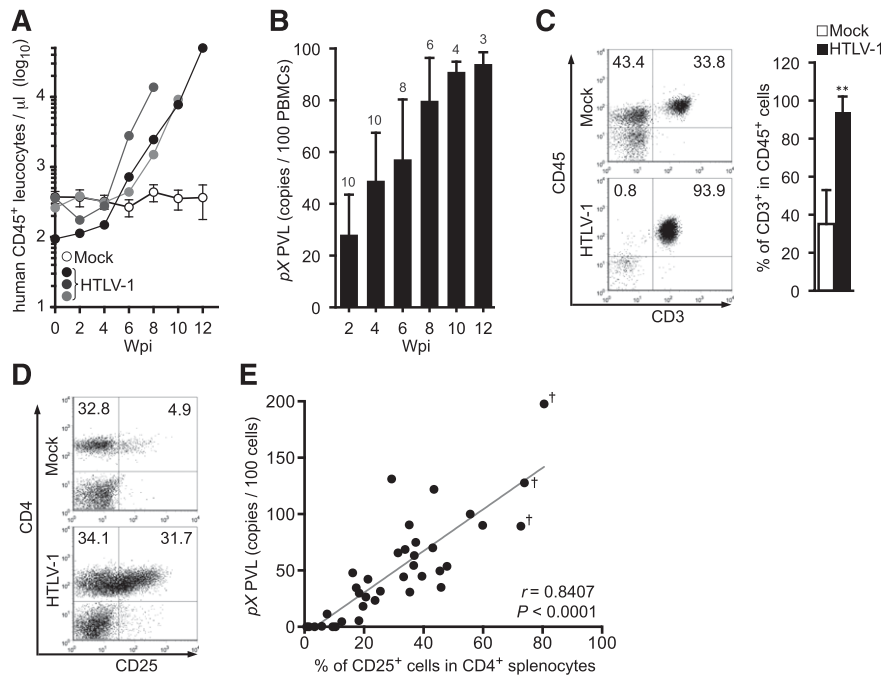 A
human CD45+ leucocytes / μl (log10)
4
3
2
1
Mock
HTLV-1
0 2 4 6 8 10 12
Wpi
B
pX PVL (copies / 100 PBMCs)
100
80
60
40
20
0
10 10 8 6 4 3
2 4 6 8 10 12
Wpi
C
Mock
HTLV-1
CD45
Mock
43.4 33.8
HTLV-1
0.8 93.9
CD3
% of CD3+ in CD45+ cells
120
100
80
60
40
20
0
**
D
CD4
Mock
32.8 4.9
HTLV-1
34.1 31.7
CD25
E
pX PVL (copies / 100 cells)
200
150
100
50
0
†
†
†
r = 0.8407
P < 0.0001
0 20 40 60 80 100
% of CD25+ cells in CD4+ splenocytes